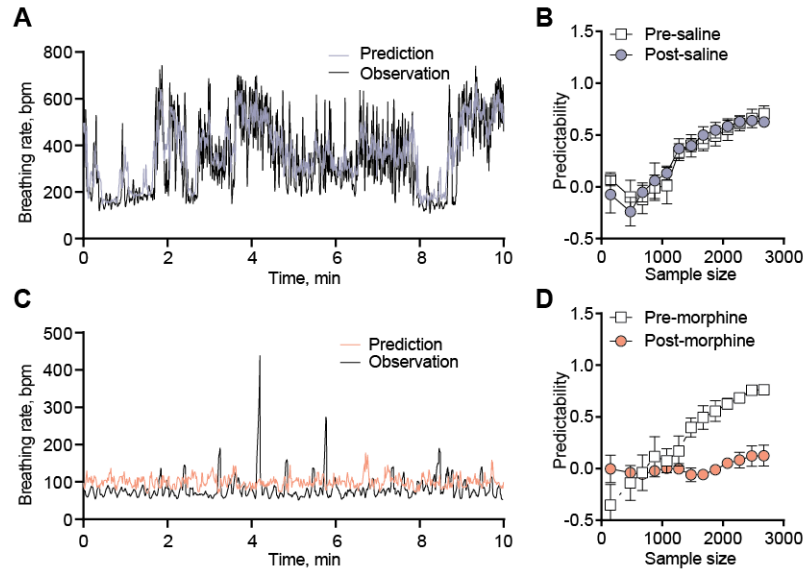 A
Prediction
Observation
Breathing rate, bpm
800
600
400
200
0
0 2 4 6 8 10
Time, min
B
Pre-saline
Post-saline
Predictability
1.5
1.0
0.5
0.0
-0.5
0 1000 2000 3000
Sample size
C
Prediction
Observation
Breathing rate, bpm
500
400
300
200
100
0
0 2 4 6 8 10
Time, min
D
Pre-morphine
Post-morphine
Predictability
1.5
1.0
0.5
0.0
-0.5
0 1000 2000 3000
Sample size